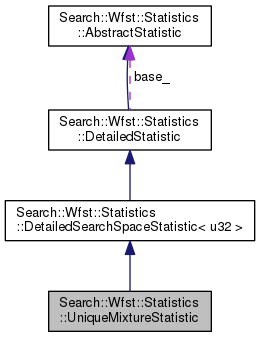 Search::Wfst::Statistics
::AbstractStatistic
base_
Search::Wfst::Statistics
::DetailedStatistic
Search::Wfst::Statistics
::DetailedSearchSpaceStatistic< u32 >
Search::Wfst::Statistics
::UniqueMixtureStatistic